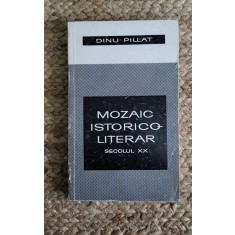 DINU PILLAT
MOZAIC
ISTORICO-
LITERAR
SECOLUL XX